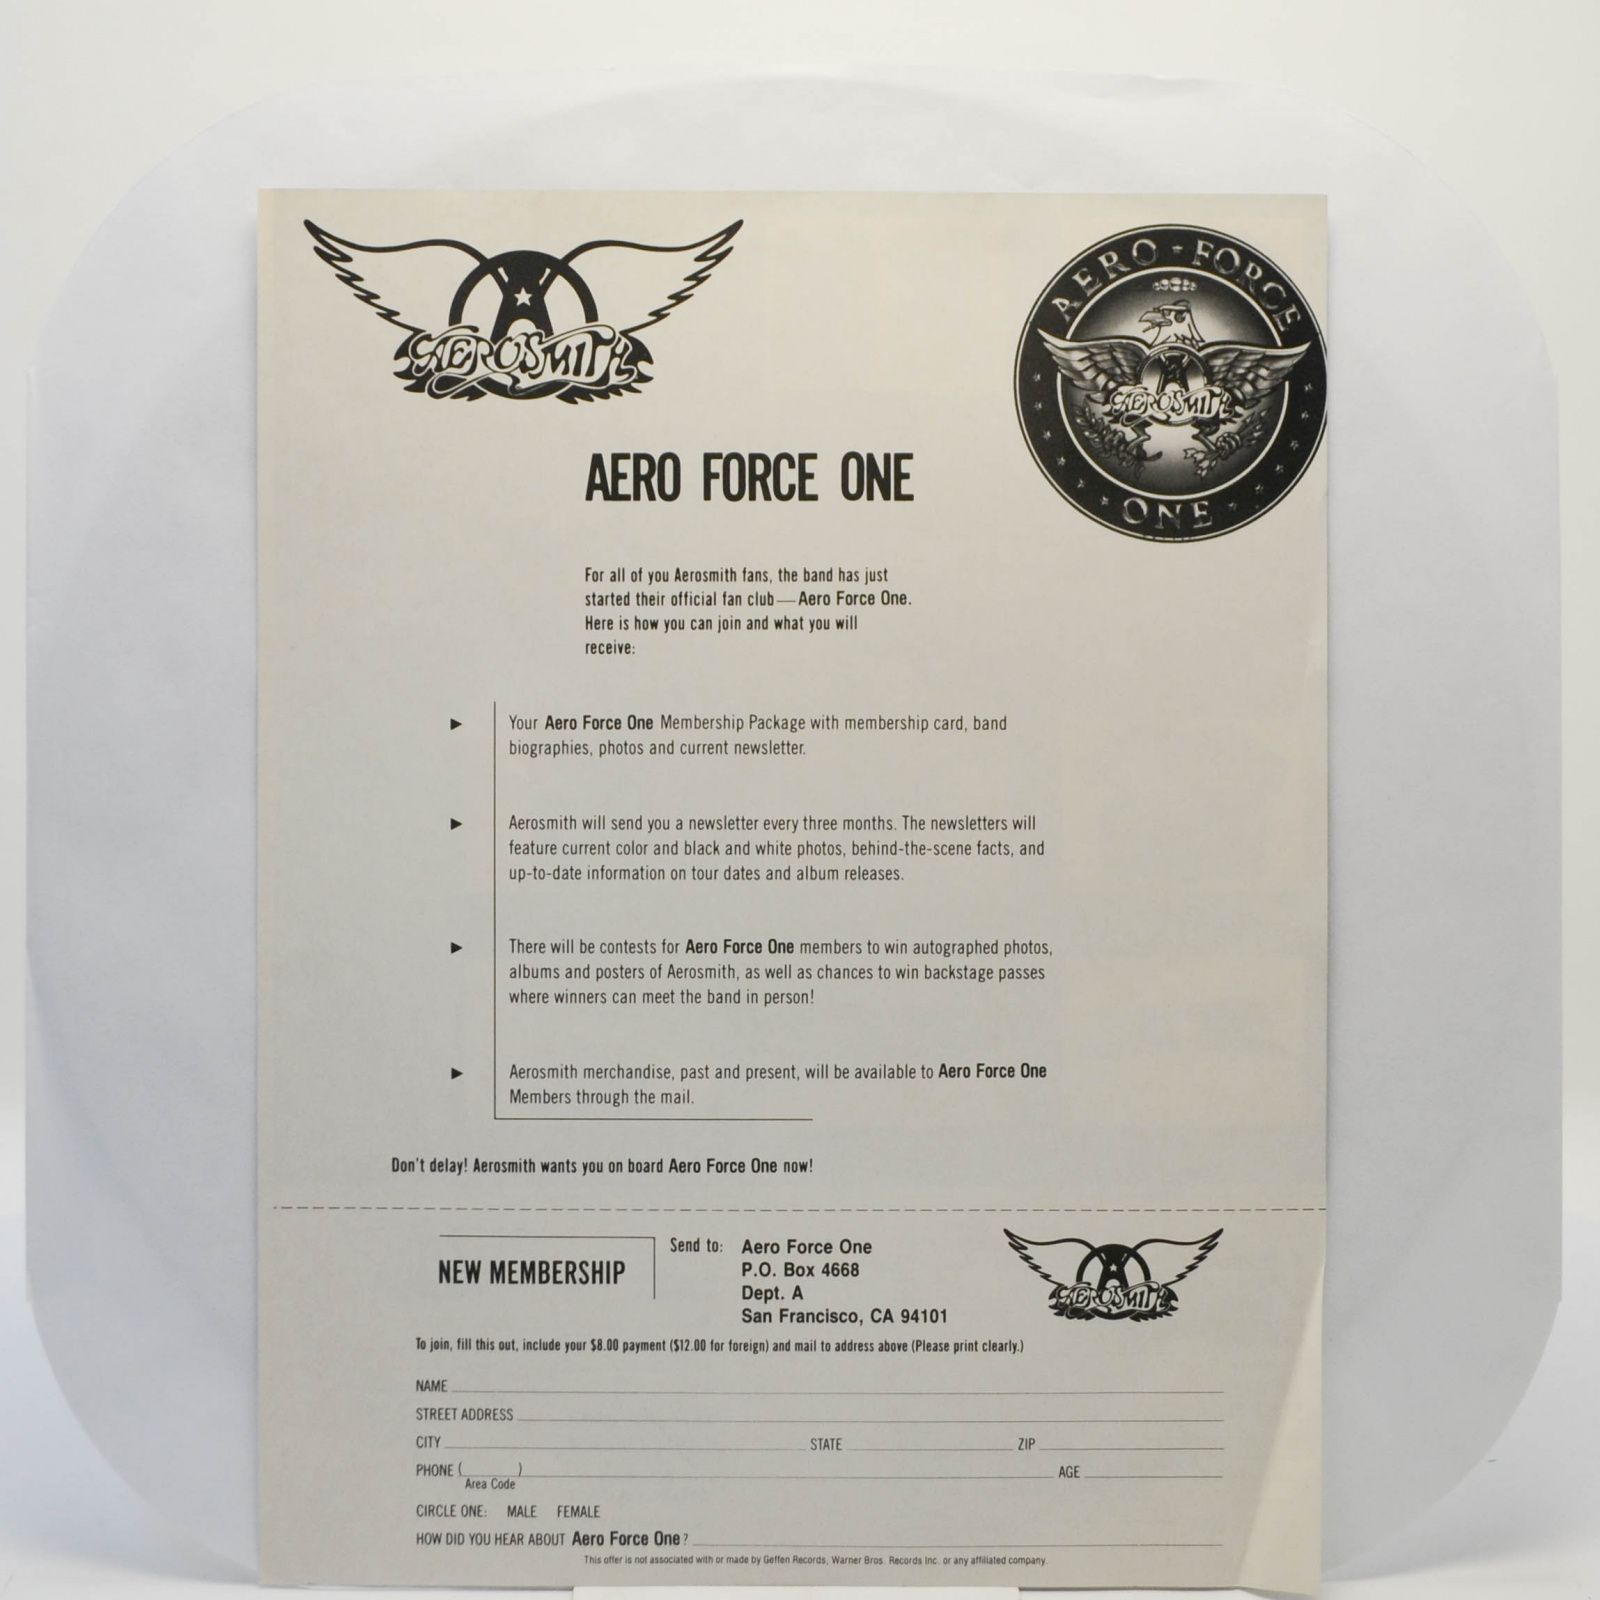 AEROSMITH
AERO-FORCE
AEROSMITH
ONE
AERO FORCE ONE
For all of you Aerosmith fans, the band has just
started their official fan club—Aero Force One.
Here is how you can join and what you will
receive:
► Your Aero Force One Membership Package with membership card, band
biographies, photos and current newsletter.
► Aerosmith will send you a newsletter every three months. The newsletters will
feature current color and black and white photos, behind-the-scene facts, and
up-to-date information on tour dates and album releases.
► There will be contests for Aero Force One members to win autographed photos,
albums and posters of Aerosmith, as well as chances to win backstage passes
where winners can meet the band in person!
► Aerosmith merchandise, past and present, will be available to Aero Force One
Members through the mail.
Don't delay! Aerosmith wants you on board Aero Force One now!
NEW MEMBERSHIP
Send to: Aero Force One
P.O. Box 4668
Dept. A
San Francisco, CA 94101
AEROSMITH
To join, fill this out, include your $8.00 payment ($12.00 for foreign) and mail to address above (Please print clearly.)
NAME
STREET ADDRESS
CITY STATE ZIP
PHONE ( ) AGE
Area Code
CIRCLE ONE: MALE FEMALE
HOW DID YOU HEAR ABOUT Aero Force One?
This offer is not associated with or made by Geffen Records, Warner Bros. Records Inc. or any affiliated company.